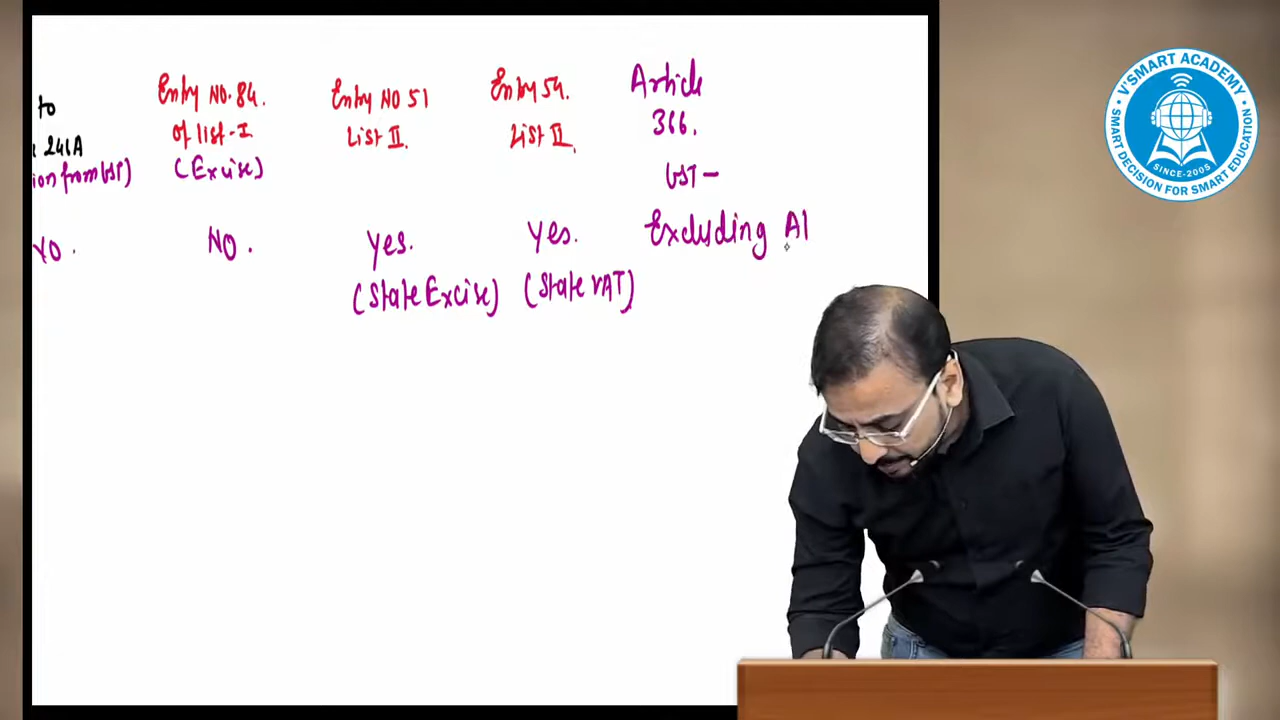 to
241A
ion from GST)
NO.
Entry NO. 84.
of list-I
(Excise)
NO.
Entry NO 51
List II.
Yes.
(State Excise)
Entry 54.
List II.
Yes.
(State VAT)
Article
366.
GST -
Excluding Al
V'SMART ACADEMY
SINCE-2005
SMART DECISION FOR SMART EDUCATION